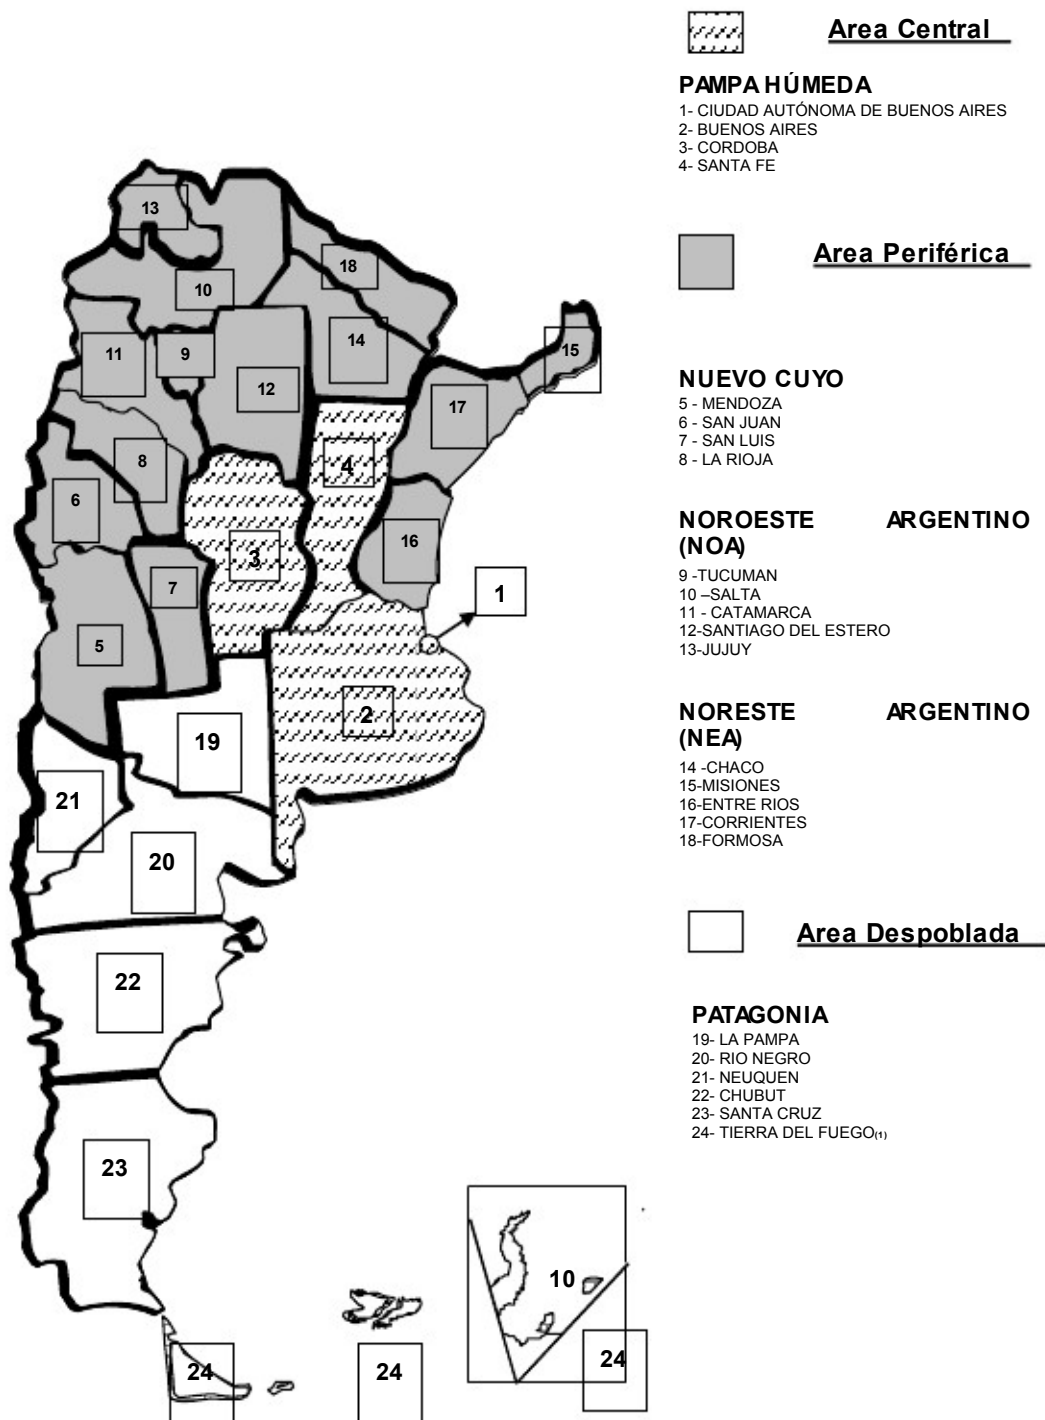 Area Central
PAMPA HÚMEDA
1- CIUDAD AUTÓNOMA DE BUENOS AIRES
2- BUENOS AIRES
3- CORDOBA
4- SANTA FE
Area Periférica
NUEVO CUYO
5 - MENDOZA
6 - SAN JUAN
7 - SAN LUIS
8 - LA RIOJA
NOROESTE ARGENTINO
(NOA)
9 -TUCUMAN
10 –SALTA
11 - CATAMARCA
12-SANTIAGO DEL ESTERO
13-JUJUY
NORESTE ARGENTINO
(NEA)
14 -CHACO
15-MISIONES
16-ENTRE RIOS
17-CORRIENTES
18-FORMOSA
Area Despoblada
PATAGONIA
19- LA PAMPA
20- RIO NEGRO
21- NEUQUEN
22- CHUBUT
23- SANTA CRUZ
24- TIERRA DEL FUEGO(1)
13
18
10
14
15
11
9
12
17
8
4
6
16
3
7
1
5
2
19
21
20
22
23
10
24
24
24